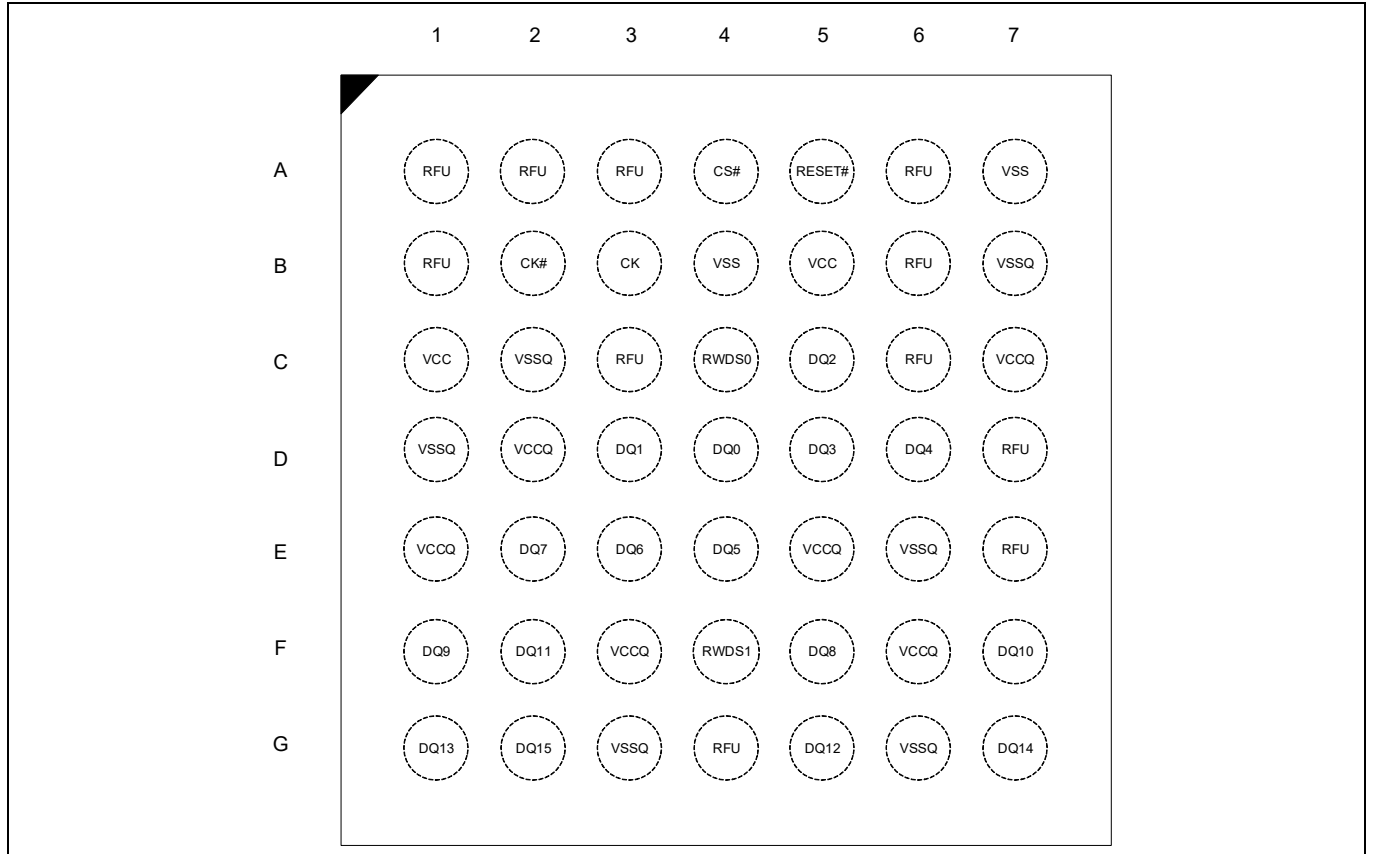 1 2 3 4 5 6 7
A RFU RFU RFU CS# RESET# RFU VSS
B RFU CK# CK VSS VCC RFU VSSQ
C VCC VSSQ RFU RWDS0 DQ2 RFU VCCQ
D VSSQ VCCQ DQ1 DQ0 DQ3 DQ4 RFU
E VCCQ DQ7 DQ6 DQ5 VCCQ VSSQ RFU
F DQ9 DQ11 VCCQ RWDS1 DQ8 VCCQ DQ10
G DQ13 DQ15 VSSQ RFU DQ12 VSSQ DQ14